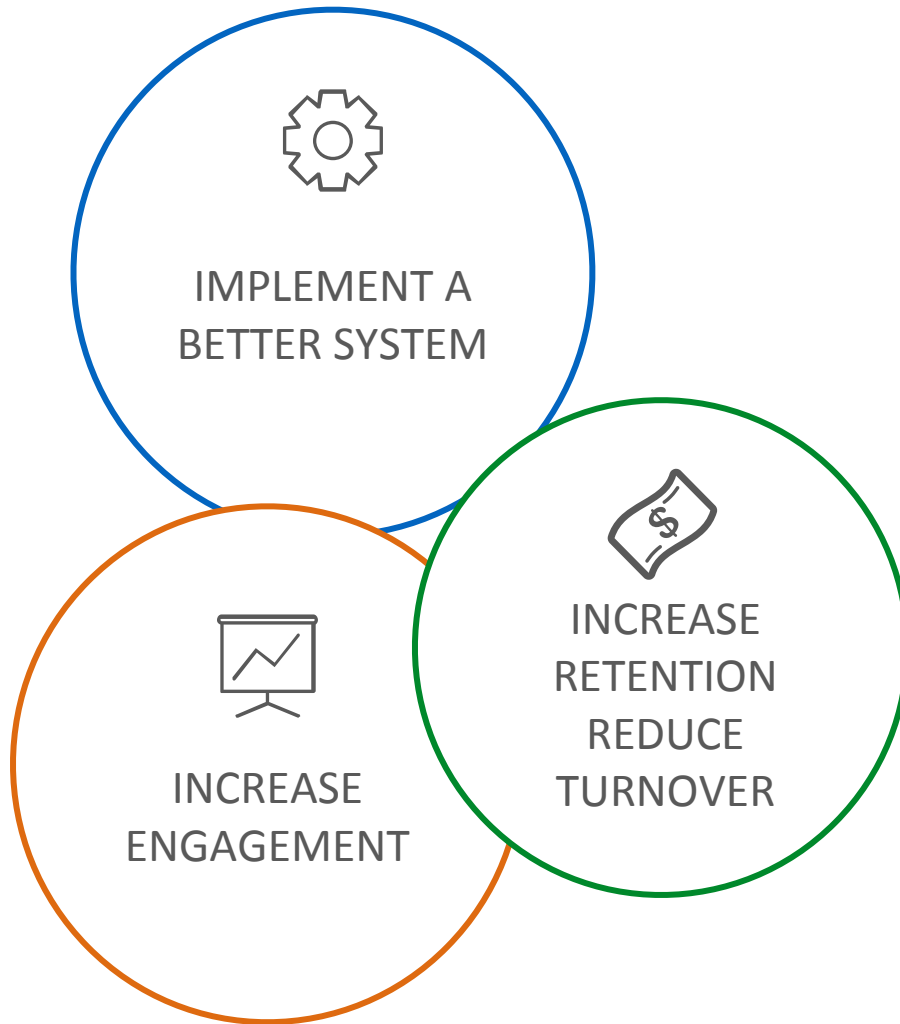 IMPLEMENT A
BETTER SYSTEM
$
INCREASE
RETENTION
REDUCE
TURNOVER
INCREASE
ENGAGEMENT